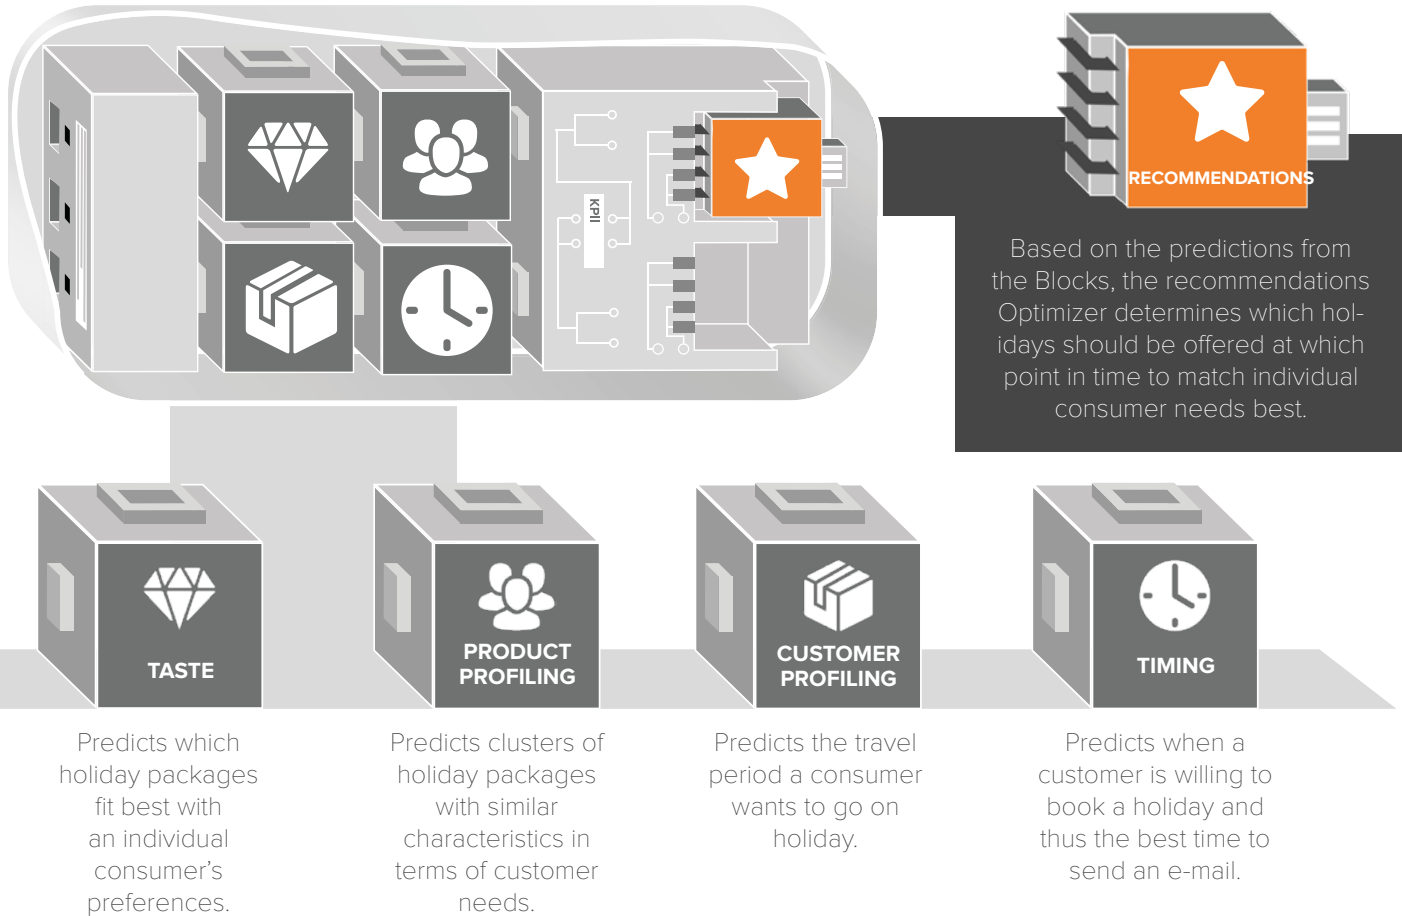 KPII
RECOMMENDATIONS
Based on the predictions from
the Blocks, the recommendations
Optimizer determines which hol-
idays should be offered at which
point in time to match individual
consumer needs best.
TASTE
Predicts which
holiday packages
fit best with
an individual
consumer’s
preferences.
PRODUCT
PROFILING
Predicts clusters of
holiday packages
with similar
characteristics in
terms of customer
needs.
CUSTOMER
PROFILING
Predicts the travel
period a consumer
wants to go on
holiday.
TIMING
Predicts when a
customer is willing to
book a holiday and
thus the best time to
send an e-mail.